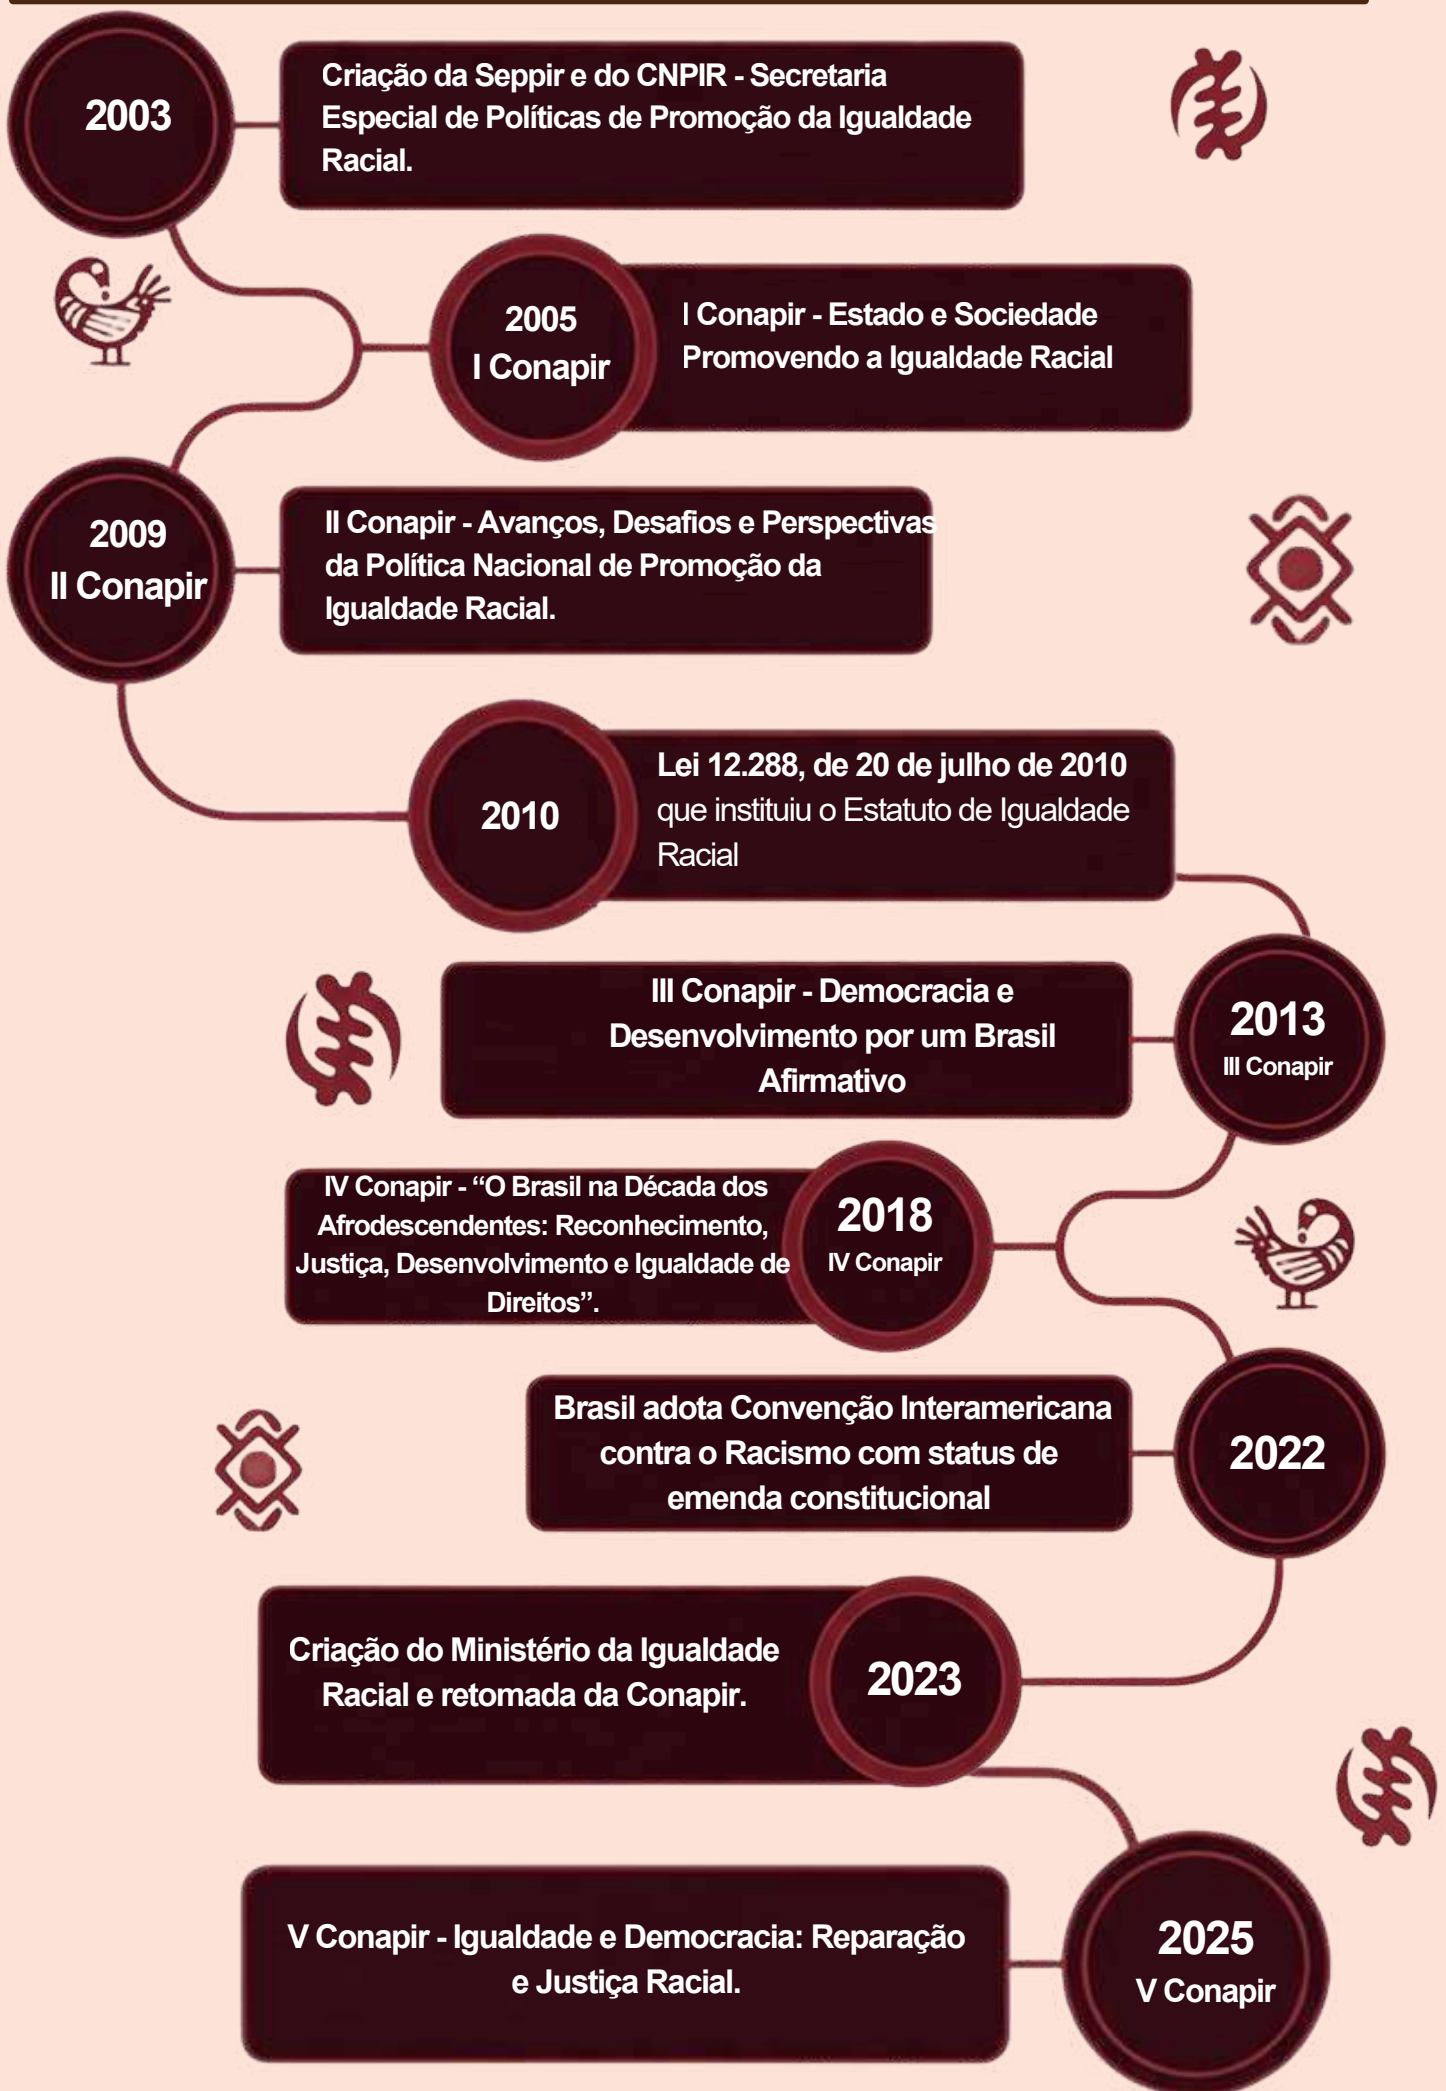 2003
Criação da Seppir e do CNPIR - Secretaria
Especial de Políticas de Promoção da Igualdade
Racial.
2005
I Conapir
I Conapir - Estado e Sociedade
Promovendo a Igualdade Racial
2009
II Conapir
II Conapir - Avanços, Desafios e Perspectivas
da Política Nacional de Promoção da
Igualdade Racial.
2010
Lei 12.288, de 20 de julho de 2010
que instituiu o Estatuto de Igualdade
Racial
III Conapir - Democracia e
Desenvolvimento por um Brasil
Afirmativo
2013
III Conapir
IV Conapir - “O Brasil na Década dos
Afrodescendentes: Reconhecimento,
Justiça, Desenvolvimento e Igualdade de
Direitos”.
2018
IV Conapir
Brasil adota Convenção Interamericana
contra o Racismo com status de
emenda constitucional
2022
Criação do Ministério da Igualdade
Racial e retomada da Conapir.
2023
V Conapir - Igualdade e Democracia: Reparação
e Justiça Racial.
2025
V Conapir